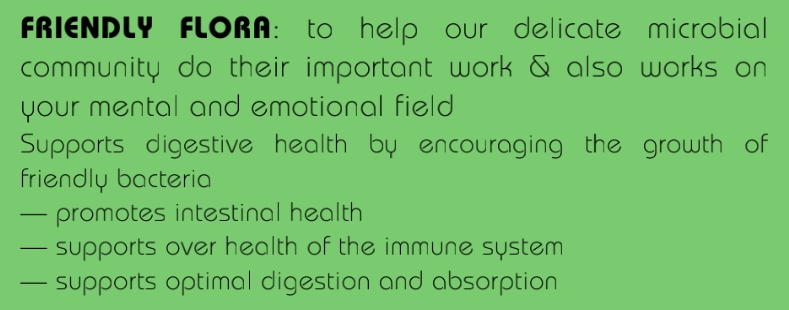 FRIENDLY FLORA: to help our delicate microbial
community do their important work & also works on
your mental and emotional field
Supports digestive health by encouraging the growth of
friendly bacteria
— promotes intestinal health
— supports over health of the immune system
— supports optimal digestion and absorption